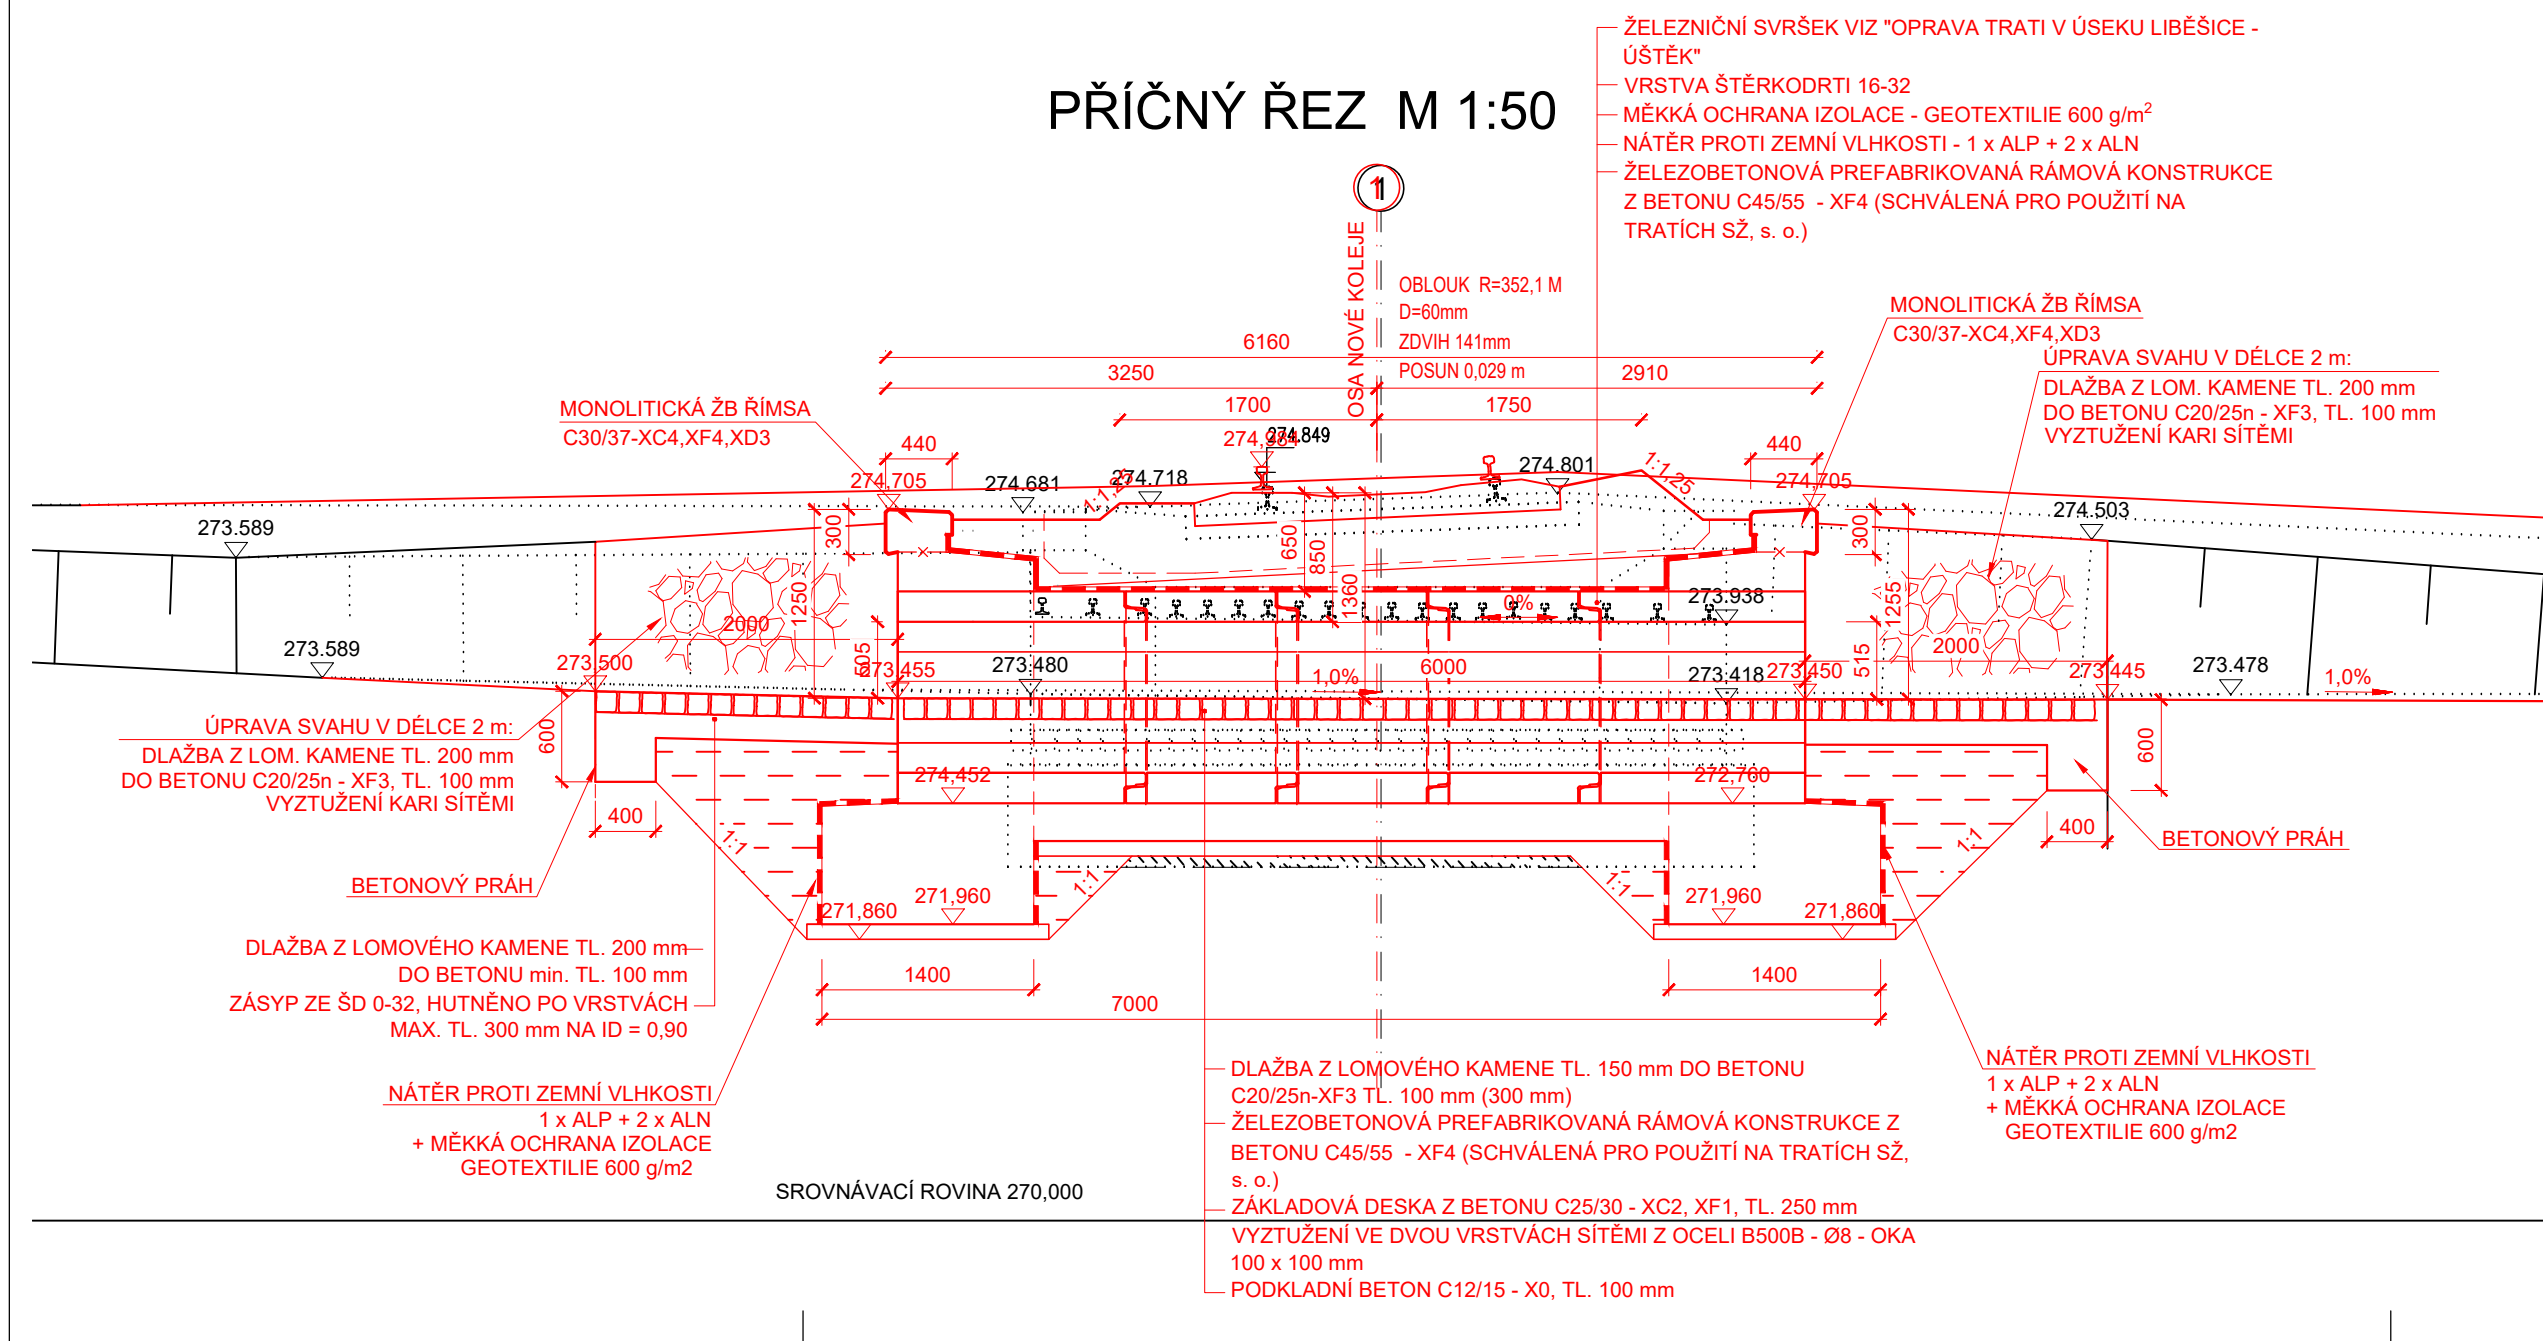 PŘÍČNÝ ŘEZ  M 1:50
ŽELEZNIČNÍ SVRŠEK VIZ "OPRAVA TRATI V ÚSEKU LIBĚŠICE -
ÚŠTĚK"
VRSTVA ŠTĚRKODRTI 16-32
MĚKKÁ OCHRANA IZOLACE - GEOTEXTILIE 600 g/m²
NÁTĚR PROTI ZEMNÍ VLHKOSTI - 1 x ALP + 2 x ALN
ŽELEZOBETONOVÁ PREFABRIKOVANÁ RÁMOVÁ KONSTRUKCE
Z BETONU C45/55  - XF4 (SCHVÁLENÁ PRO POUŽITÍ NA
TRATÍCH SŽ, s. o.)
1
OSA NOVÉ KOLEJE
OBLOUK  R=352,1 M
D=60mm
ZDVIH 141mm
POSUN 0,029 m
6160
3250
2910
1700
1750
MONOLITICKÁ ŽB ŘÍMSA
C30/37-XC4,XF4,XD3
MONOLITICKÁ ŽB ŘÍMSA
C30/37-XC4,XF4,XD3
ÚPRAVA SVAHU V DÉLCE 2 m:
DLAŽBA Z LOM. KAMENE TL. 200 mm
DO BETONU C20/25n - XF3, TL. 100 mm
VYZTUŽENÍ KARI SÍTĚMI
440
274,984
274.849
440
274,705
274.681
274.718
274.801
274,705
1:1,25
1:1,25
273.589
274.503
300
1250
650
850
1360
300
1255
273.938
0%
2000
505
2000
515
273.589
273,500
273,455
273.480
1,0%
6000
273.418
273,450
273,445
273.478
1,0%
ÚPRAVA SVAHU V DÉLCE 2 m:
DLAŽBA Z LOM. KAMENE TL. 200 mm
DO BETONU C20/25n - XF3, TL. 100 mm
VYZTUŽENÍ KARI SÍTĚMI
600
600
274,452
272,760
400
400
1:1
1:1
1:1
1:1
BETONOVÝ PRÁH
BETONOVÝ PRÁH
271,860
271,960
271,960
271,860
DLAŽBA Z LOMOVÉHO KAMENE TL. 200 mm
DO BETONU min. TL. 100 mm
ZÁSYP ZE ŠD 0-32, HUTNĚNO PO VRSTVÁCH
MAX. TL. 300 mm NA ID = 0,90
1400
1400
7000
NÁTĚR PROTI ZEMNÍ VLHKOSTI
1 x ALP + 2 x ALN
+ MĚKKÁ OCHRANA IZOLACE
GEOTEXTILIE 600 g/m2
NÁTĚR PROTI ZEMNÍ VLHKOSTI
1 x ALP + 2 x ALN
+ MĚKKÁ OCHRANA IZOLACE
GEOTEXTILIE 600 g/m2
DLAŽBA Z LOMOVÉHO KAMENE TL. 150 mm DO BETONU
C20/25n-XF3 TL. 100 mm (300 mm)
ŽELEZOBETONOVÁ PREFABRIKOVANÁ RÁMOVÁ KONSTRUKCE Z
BETONU C45/55  - XF4 (SCHVÁLENÁ PRO POUŽITÍ NA TRATÍCH SŽ,
s. o.)
ZÁKLADOVÁ DESKA Z BETONU C25/30 - XC2, XF1, TL. 250 mm
VYZTUŽENÍ VE DVOU VRSTVÁCH SÍTĚMI Z OCELI B500B - Ø8 - OKA
100 x 100 mm
PODKLADNÍ BETON C12/15 - X0, TL. 100 mm
SROVNÁVACÍ ROVINA 270,000